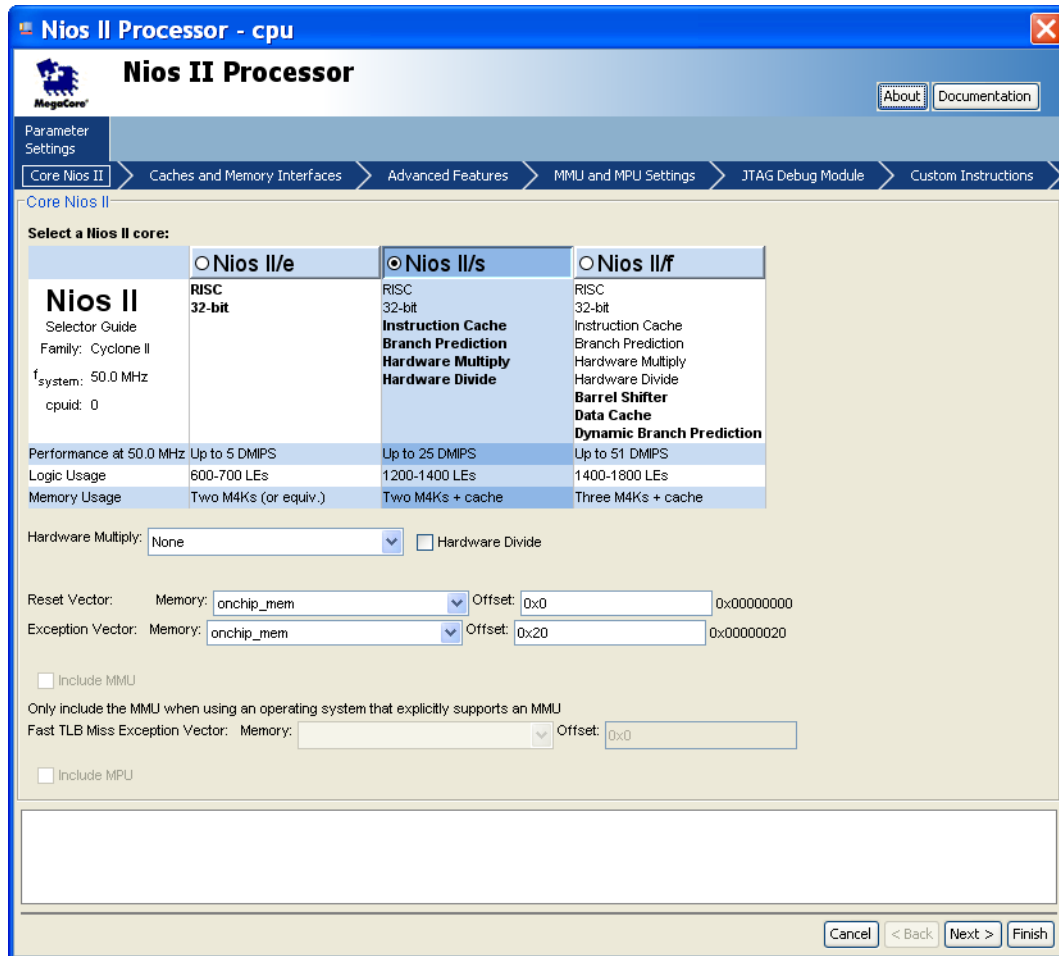 Nios II Processor - cpu
Nios II Processor
MegaCore®
About Documentation
Parameter
Settings
Core Nios II Caches and Memory Interfaces Advanced Features MMU and MPU Settings JTAG Debug Module Custom Instructions
Core Nios II
Select a Nios II core:
Nios II/e Nios II/s Nios II/f
Nios II
Selector Guide
Family: Cyclone II
fsystem: 50.0 MHz
cpuid: 0
RISC
32-bit
RISC
32-bit
Instruction Cache
Branch Prediction
Hardware Multiply
Hardware Divide
RISC
32-bit
Instruction Cache
Branch Prediction
Hardware Multiply
Hardware Divide
Barrel Shifter
Data Cache
Dynamic Branch Prediction
Performance at 50.0 MHz Up to 5 DMIPS Up to 25 DMIPS Up to 51 DMIPS
Logic Usage 600-700 LEs 1200-1400 LEs 1400-1800 LEs
Memory Usage Two M4Ks (or equiv.) Two M4Ks + cache Three M4Ks + cache
Hardware Multiply: None Hardware Divide
Reset Vector: Memory: onchip_mem Offset: 0x0 0x00000000
Exception Vector: Memory: onchip_mem Offset: 0x20 0x00000020
Include MMU
Only include the MMU when using an operating system that explicitly supports an MMU
Fast TLB Miss Exception Vector: Memory: Offset: 0x0
Include MPU
Cancel < Back Next > Finish